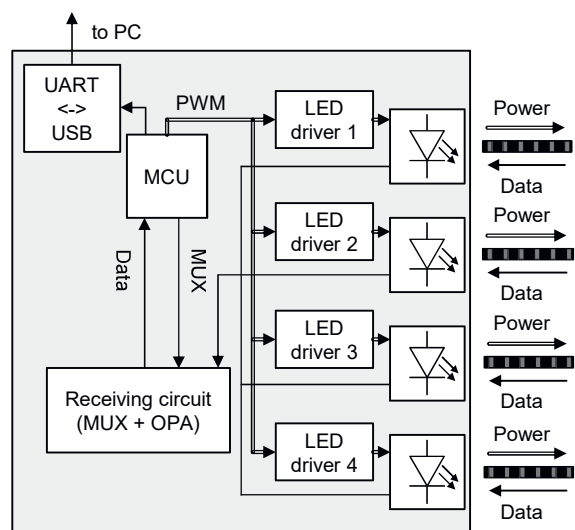 to PC
UART
<->
USB
PWM
MCU
Data
MUX
Receiving circuit
(MUX + OPA)
LED
driver 1
LED
driver 2
LED
driver 3
LED
driver 4
Power
Data
Power
Data
Power
Data
Power
Data